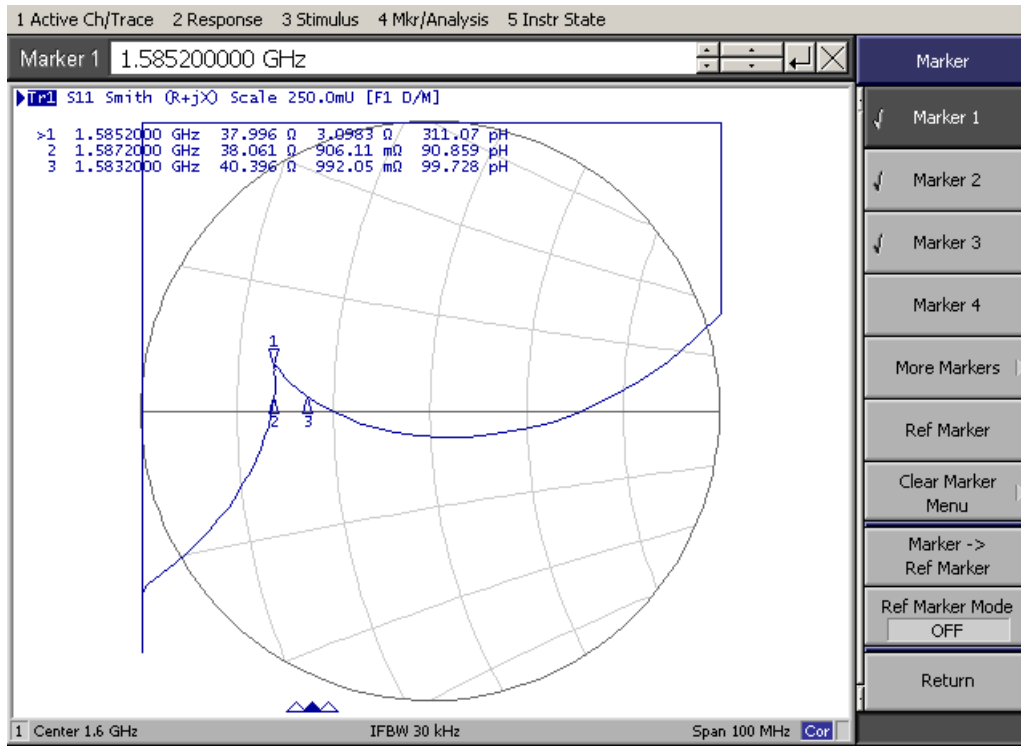 1 Active Ch/Trace 2 Response 3 Stimulus 4 Mkr/Analysis 5 Instr State
Marker 1 1.585200000 GHz
Marker
Tr1 S11 Smith (R+jX) Scale 250.0mU [F1 D/M]
>1 1.5852000 GHz 37.996 Ω 3.0983 Ω 311.07 pH
2 1.5872000 GHz 38.061 Ω 906.11 mΩ 90.859 pH
3 1.5832000 GHz 40.396 Ω 992.05 mΩ 99.728 pH
1
2
3
Marker 1
Marker 2
Marker 3
Marker 4
More Markers
Ref Marker
Clear Marker
Menu
Marker ->
Ref Marker
Ref Marker Mode
OFF
Return
1 Center 1.6 GHz IFBW 30 kHz Span 100 MHz Cor